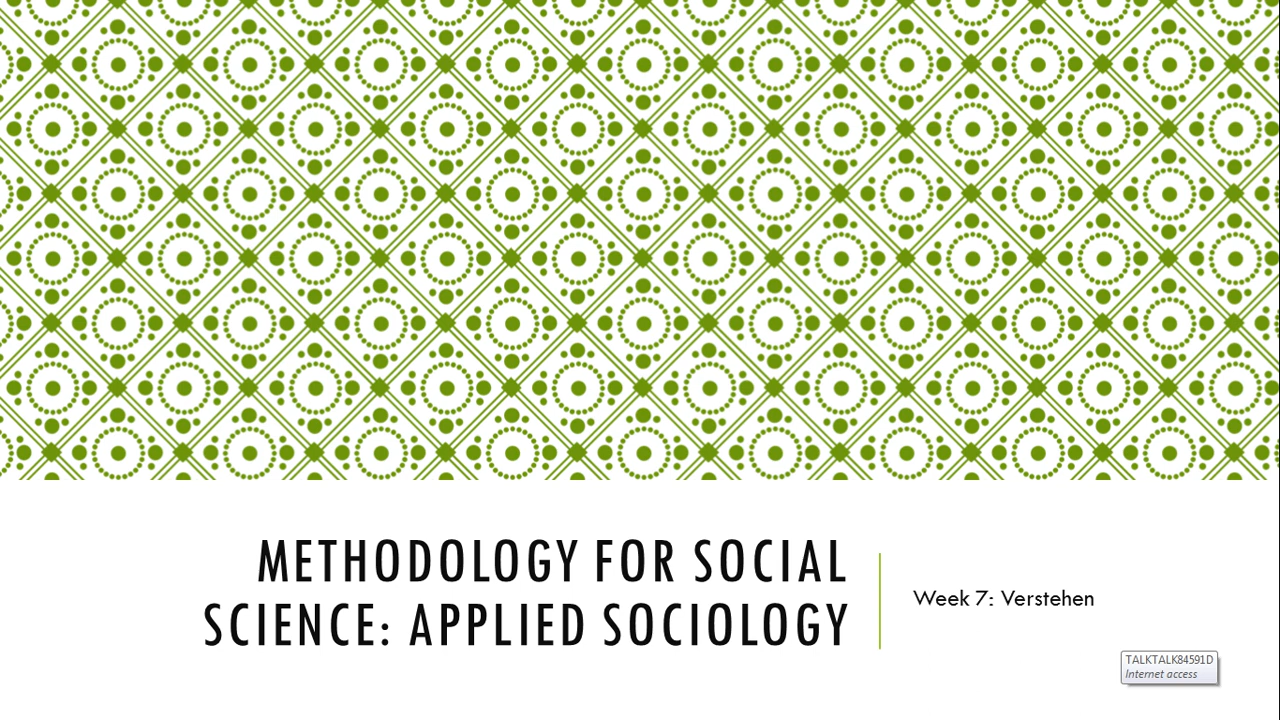 METHODOLOGY FOR SOCIAL
SCIENCE: APPLIED SOCIOLOGY
Week 7: Verstehen
TALKTALK84591D
Internet access